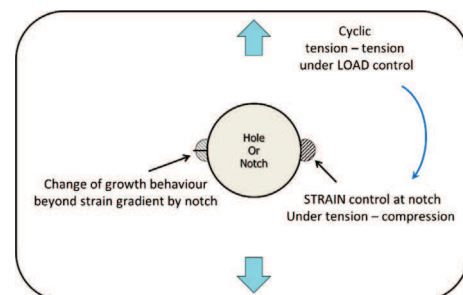 Cyclic
tension – tension
under LOAD control
Hole
Or
Notch
Change of growth behaviour
beyond strain gradient by notch
STRAIN control at notch
Under tension – compression